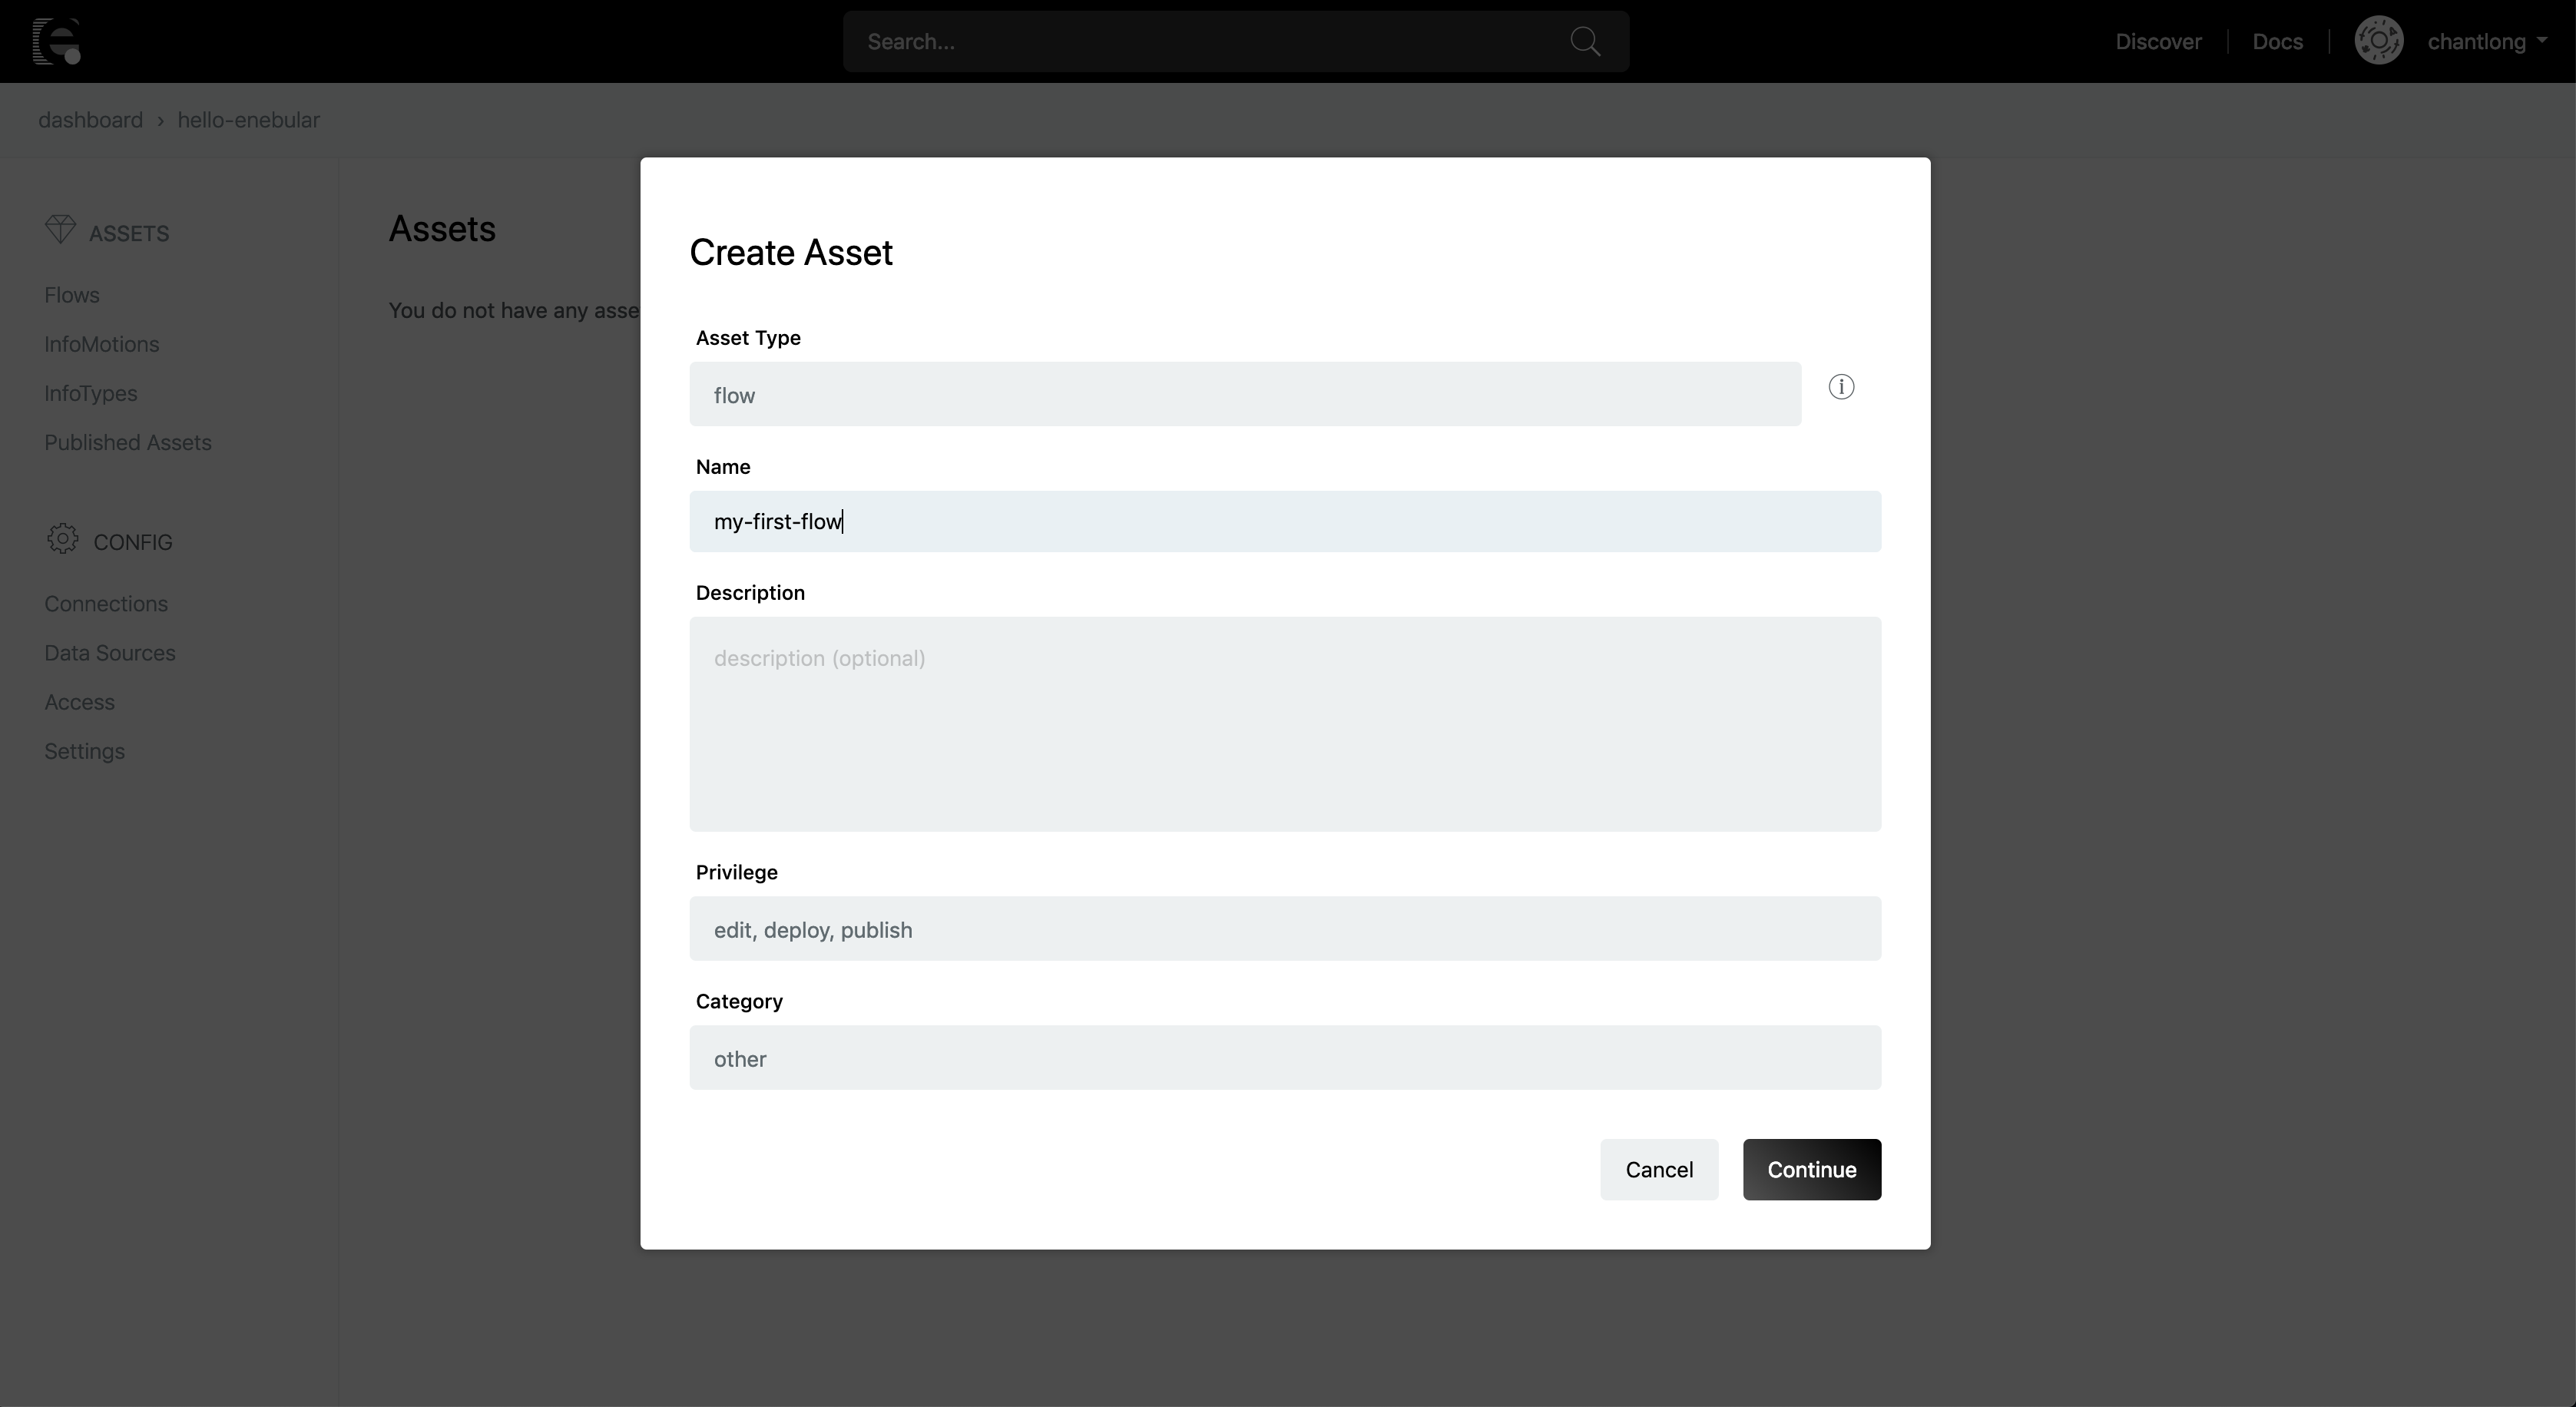 Search...
Discover
Docs
chantlong
dashboard › hello-enebular
ASSETS
Flows
InfoMotions
InfoTypes
Published Assets
CONFIG
Connections
Data Sources
Access
Settings
Assets
You do not have any asse
Create Asset
Asset Type
flow
Name
my-first-flow
Description
description (optional)
Privilege
edit, deploy, publish
Category
other
Cancel
Continue